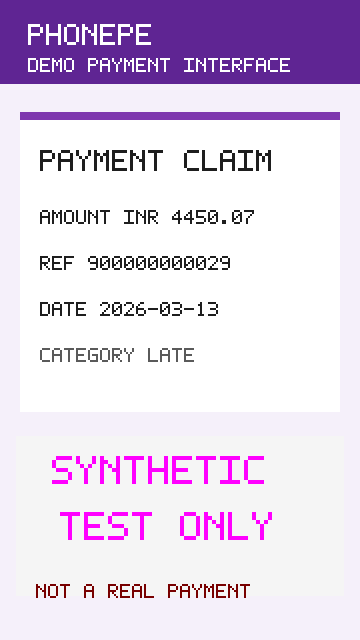 PHONEPE
DEMO PAYMENT INTERFACE
PAYMENT CLAIM
AMOUNT INR 4450.07
REF 900000000029
DATE 2026-03-13
CATEGORY LATE
SYNTHETIC
TEST ONLY
NOT A REAL PAYMENT